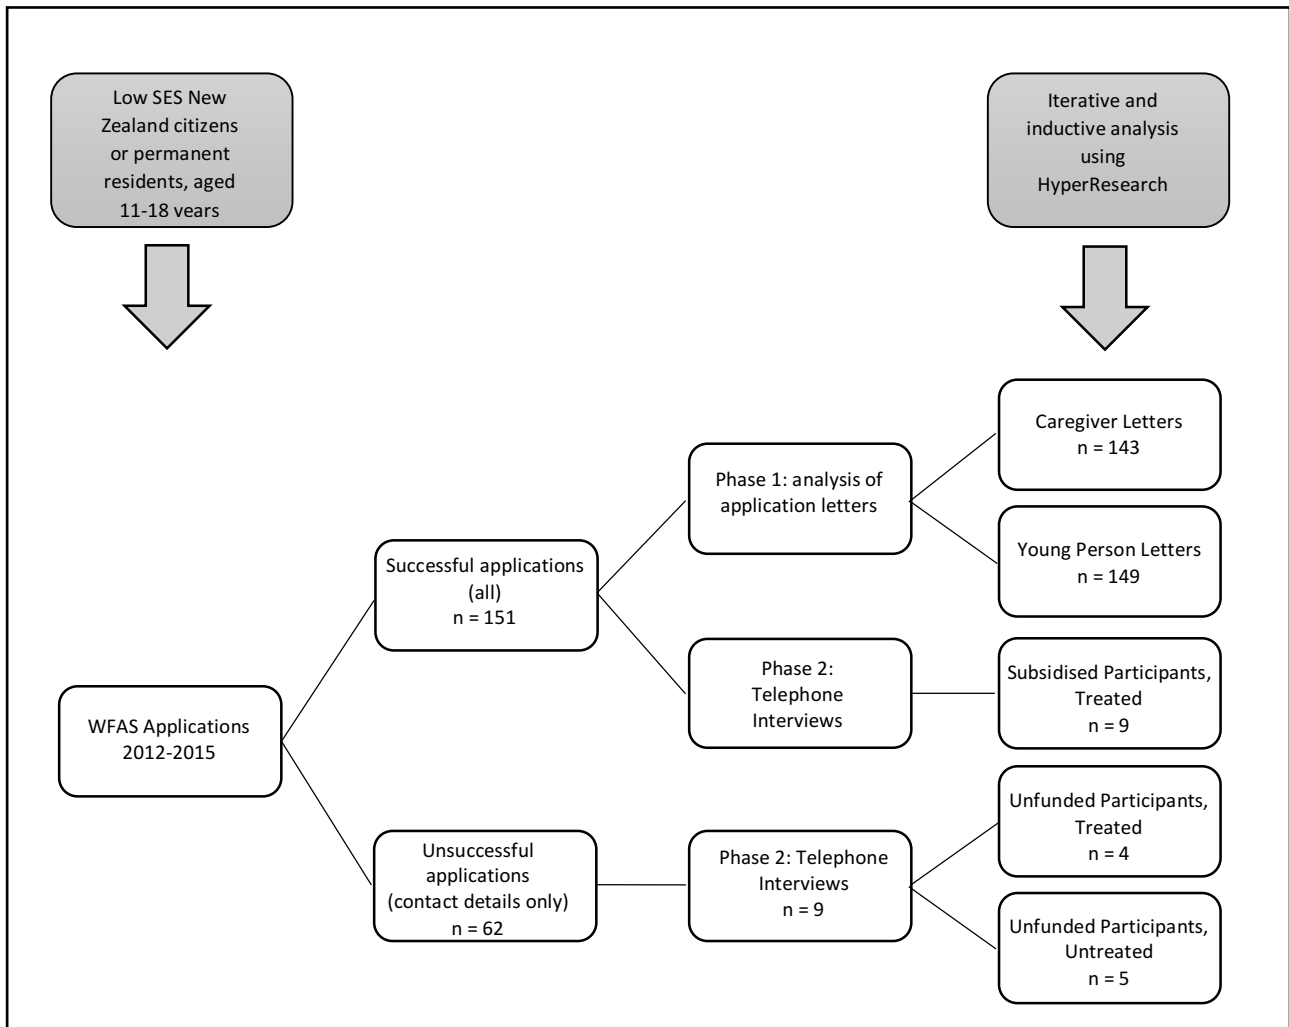 Low SES New
Zealand citizens
or permanent
residents, aged
11-18 years
Iterative and
inductive analysis
using
HyperResearch
WFAS Applications
2012-2015
Successful applications
(all)
n = 151
Unsuccessful
applications
(contact details only)
n = 62
Phase 1: analysis of
application letters
Phase 2:
Telephone
Interviews
Phase 2: Telephone
Interviews
n = 9
Caregiver Letters
n = 143
Young Person Letters
n = 149
Subsidised Participants,
Treated
n = 9
Unfunded Participants,
Treated
n = 4
Unfunded Participants,
Untreated
n = 5